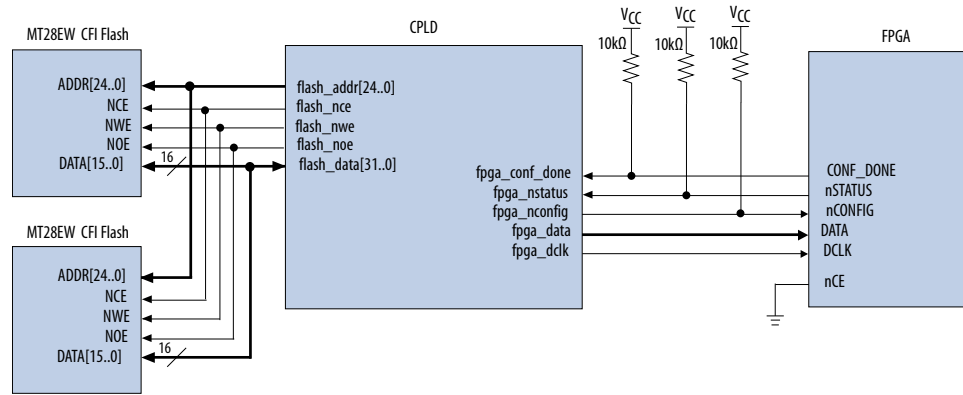 MT28EW CFI Flash
ADDR[24..0]
NCE
NWE
NOE
DATA[15..0]
16
MT28EW CFI Flash
ADDR[24..0]
NCE
NWE
NOE
DATA[15..0]
16
CPLD
flash_addr[24..0]
flash_nce
flash_nwe
flash_noe
flash_data[31..0]
fpga_conf_done
fpga_nstatus
fpga_nconfig
fpga_data
fpga_dclk
VCC VCC VCC
10kΩ 10kΩ 10kΩ
FPGA
CONF_DONE
nSTATUS
nCONFIG
DATA
DCLK
nCE